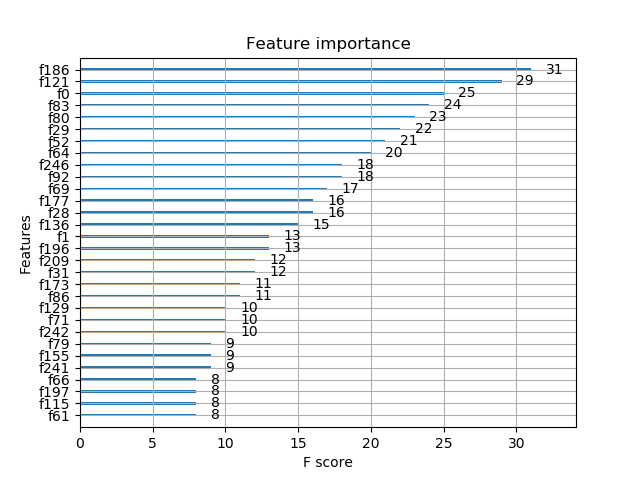 Feature importance
f186 31
f121 29
f0 25
f83 24
f80 23
f29 22
f52 21
f64 20
f246 18
f92 18
f69 17
f177 16
f28 16
f136 15
f1 13
f196 13
f209 12
f31 12
f173 11
f86 11
f129 10
f71 10
f242 10
f79 9
f155 9
f241 9
f66 8
f197 8
f115 8
f61 8
Features
0 5 10 15 20 25 30
F score